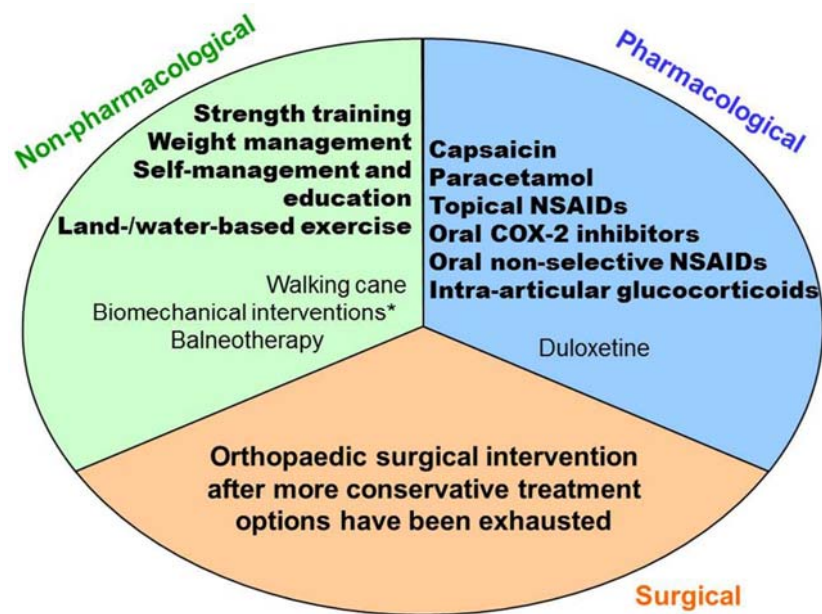 Non-pharmacological
Strength training
Weight management
Self-management and
education
Land-/water-based exercise
Walking cane
Biomechanical interventions*
Balneotherapy
Pharmacological
Capsaicin
Paracetamol
Topical NSAIDs
Oral COX-2 inhibitors
Oral non-selective NSAIDs
Intra-articular glucocorticoids
Duloxetine
Orthopaedic surgical intervention
after more conservative treatment
options have been exhausted
Surgical